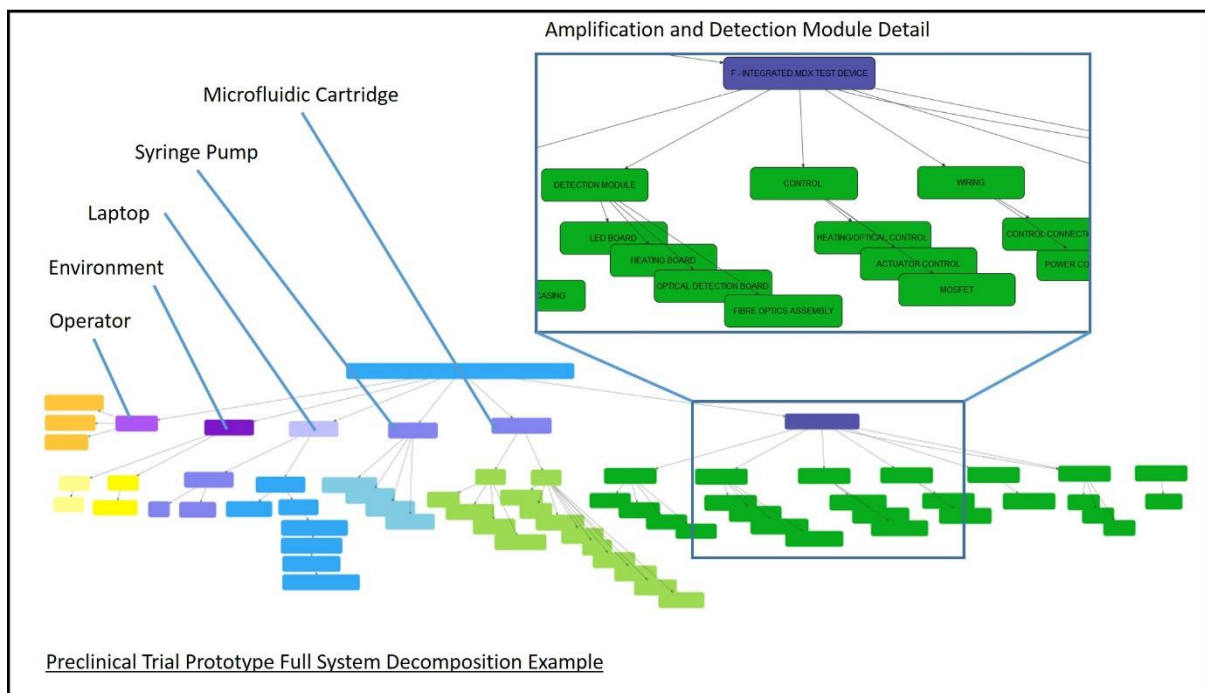 Amplification and Detection Module Detail
F - INTEGRATED MDX TEST DEVICE
Microfluidic Cartridge
Syringe Pump
Laptop
Environment
Operator
DETECTION MODULE
CONTROL
WIRING
LED BOARD
HEATING BOARD
OPTICAL DETECTION BOARD
FIBRE OPTICS ASSEMBLY
HEATING/OPTICAL CONTROL
ACTUATOR CONTROL
MOSFET
CONTROL CONNECTI
POWER CO
CASING
Preclinical Trial Prototype Full System Decomposition Example